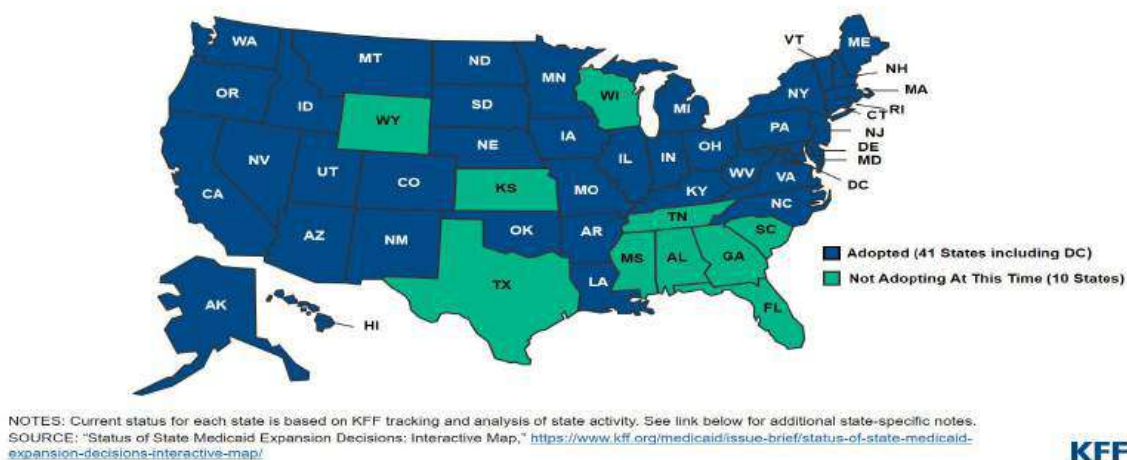 WA
MT
ND
MN
VT
ME
OR
ID
SD
WI
MI
NY
NH
MA
RI
CT
WY
NE
IA
PA
NJ
DE
MD
DC
NV
UT
CO
KS
MO
IL
IN
OH
WV
VA
CA
KY
NC
AZ
NM
OK
AR
TN
SC
TX
LA
MS
AL
GA
FL
AK
HI
Adopted (41 States including DC)
Not Adopting At This Time (10 States)
NOTES: Current status for each state is based on KFF tracking and analysis of state activity. See link below for additional state-specific notes.
SOURCE: "Status of State Medicaid Expansion Decisions: Interactive Map," https://www.kff.org/medicaid/issue-brief/status-of-state-medicaid-
expansion-decisions-interactive-map/
KFF